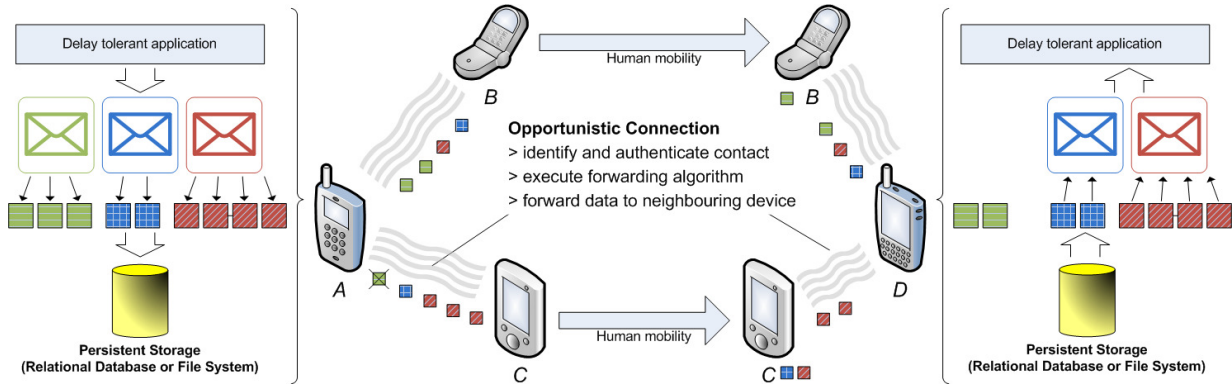 Delay tolerant application
Persistent Storage
(Relational Database or File System)
A
B
Human mobility
B
Opportunistic Connection
> identify and authenticate contact
> execute forwarding algorithm
> forward data to neighbouring device
C
Human mobility
C
D
Delay tolerant application
Persistent Storage
(Relational Database or File System)